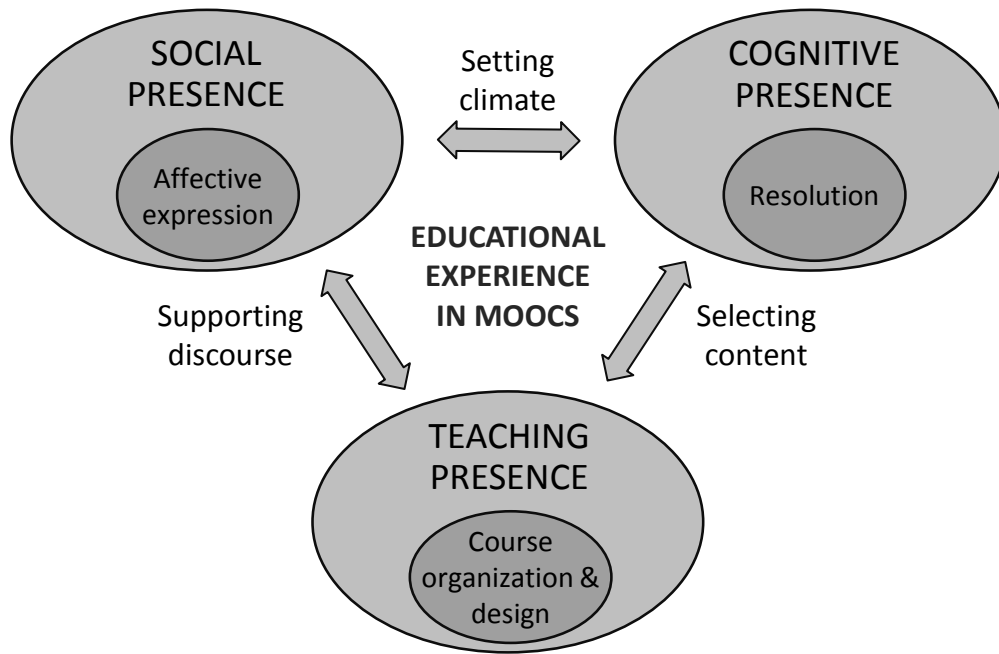 SOCIAL
PRESENCE
Affective
expression
Setting
climate
COGNITIVE
PRESENCE
Resolution
EDUCATIONAL
EXPERIENCE
IN MOOCS
Supporting
discourse
Selecting
content
TEACHING
PRESENCE
Course
organization &
design